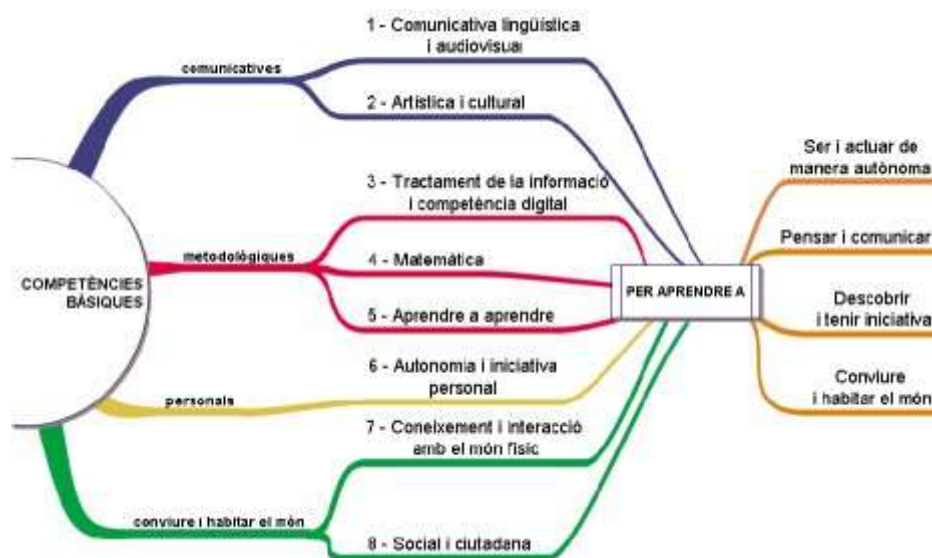 COMPETÈNCIES
BÀSIQUES
comunicatives
1 - Comunicativa lingüística
i audiovisual
2 - Artística i cultural
metodològiques
3 - Tractament de la informació
i competència digital
4 - Matemàtica
5 - Aprendre a aprendre
personals
6 - Autonomia i iniciativa
personal
conviure i habitar el món
7 - Coneixement i interacció
amb el món físic
8 - Social i ciutadana
PER APRENDRE A
Ser i actuar de
manera autònoma
Pensar i comunicar
Descobrir
i tenir iniciativa
Conviure
i habitar el món